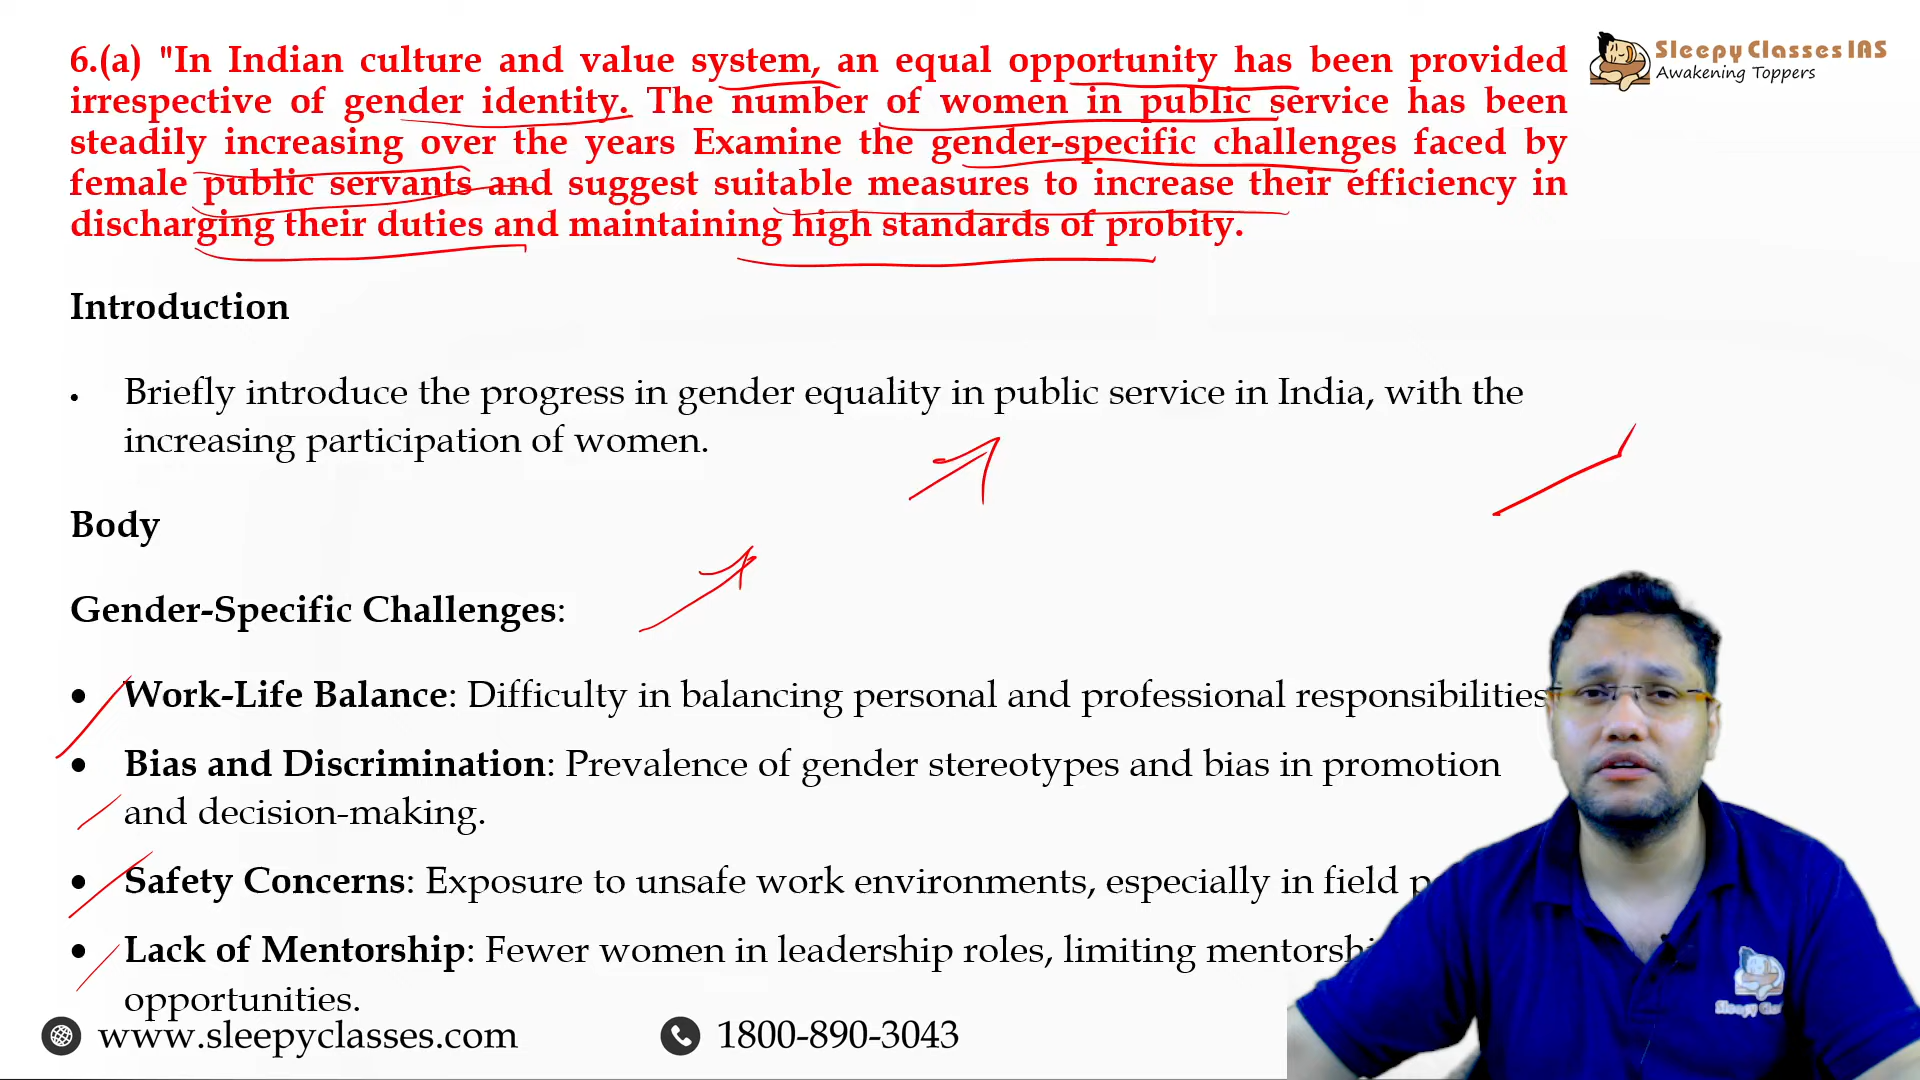 6.(a) "In Indian culture and value system, an equal opportunity has been provided
irrespective of gender identity. The number of women in public service has been
steadily increasing over the years Examine the gender-specific challenges faced by
female public servants and suggest suitable measures to increase their efficiency in
discharging their duties and maintaining high standards of probity.
Sleepy Classes IAS
Awakening Toppers
Introduction
• Briefly introduce the progress in gender equality in public service in India, with the
increasing participation of women.
Body
Gender-Specific Challenges:
• Work-Life Balance: Difficulty in balancing personal and professional responsibilities
• Bias and Discrimination: Prevalence of gender stereotypes and bias in promotion
and decision-making.
• Safety Concerns: Exposure to unsafe work environments, especially in field
• Lack of Mentorship: Fewer women in leadership roles, limiting
opportunities.
www.sleepyclasses.com
1800-890-3043